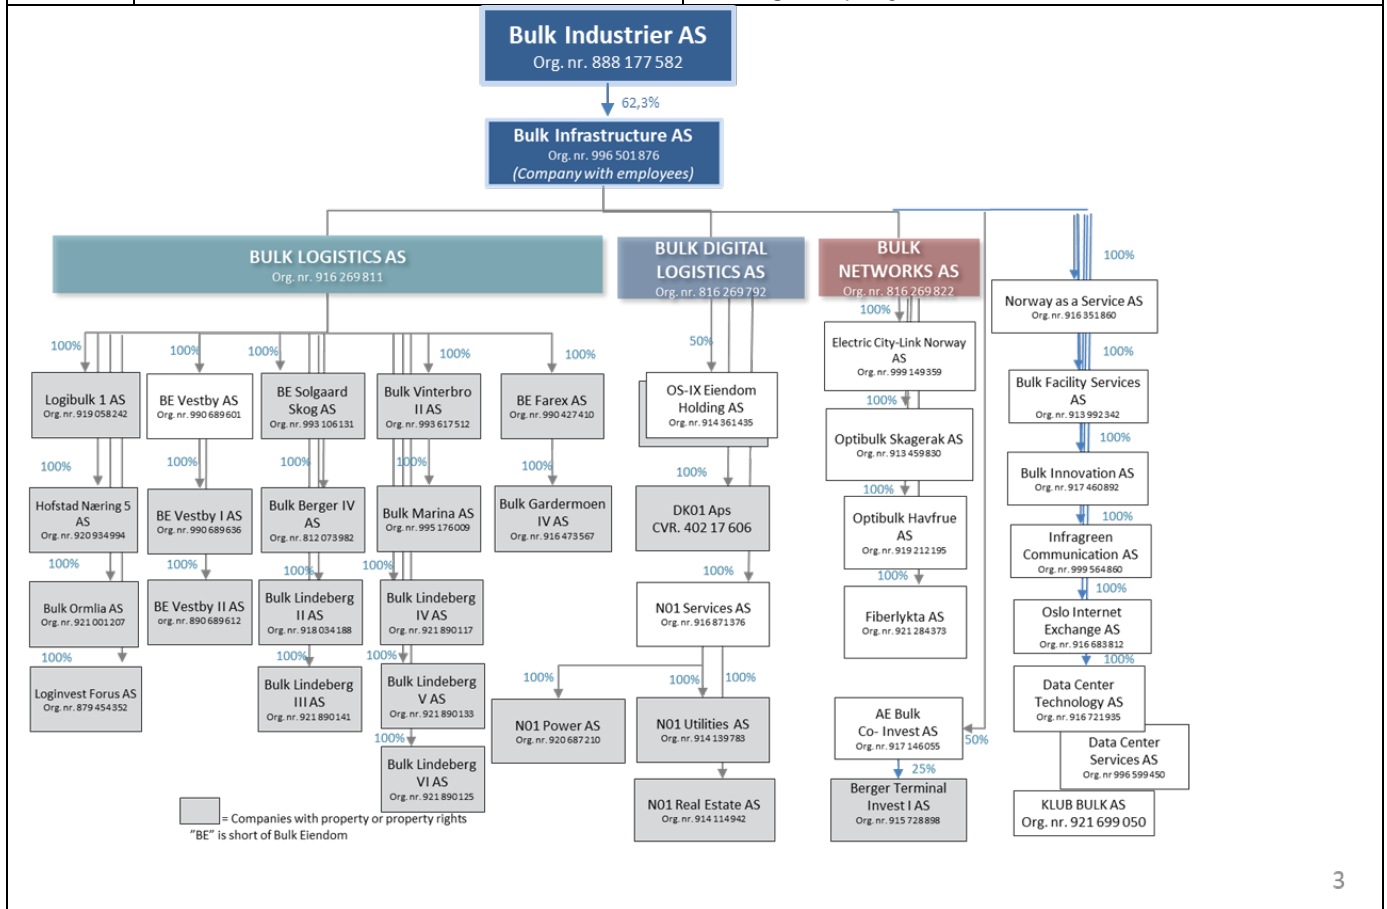 Bulk Industrier AS
Org. nr. 888 177 582
62,3%
Bulk Infrastructure AS
Org. nr. 996 501 876
(Company with employees)
BULK LOGISTICS AS
Org. nr. 916 269 811
BULK DIGITAL
LOGISTICS AS
Org. nr. 816 269 792
BULK
NETWORKS AS
Org. nr. 816 269 822
100%
Logibulk 1 AS
Org. nr. 919 058 242
100%
Hofstad Næring 5
AS
Org. nr. 920 934 994
100%
Bulk Ormlia AS
Org. nr. 921 001 207
100%
Loginvest Forus AS
Org. nr. 879 454 352
100%
BE Vestby AS
Org. nr. 990 689 601
100%
BE Vestby I AS
Org. nr. 990 689 636
100%
BE Vestby II AS
org. nr. 890 689 612
100%
BE Solgaard
Skog AS
Org. nr. 993 106 131
100%
Bulk Berger IV
AS
Org. nr. 812 073 982
100%
Bulk Lindeberg
II AS
Org. nr. 918 034 188
100%
Bulk Lindeberg
III AS
Org. nr. 921 890 141
100%
Bulk Vinterbro
II AS
Org. nr. 993 617 512
100%
Bulk Marina AS
Org. nr. 995 176 009
100%
Bulk Lindeberg
IV AS
Org. nr. 921 890 117
100%
Bulk Lindeberg
V AS
Org. nr. 921 890 133
100%
Bulk Lindeberg
VI AS
Org. nr. 921 890 125
100%
BE Farex AS
Org. nr. 990 427 410
100%
Bulk Gardermoen
IV AS
Org. nr. 916 473 567
50%
OS-IX Eiendom
Holding AS
Org. nr. 914 361 435
100%
DK01 Aps
CVR. 402 17 606
100%
N01 Services AS
Org. nr. 916 871 376
100%
N01 Power AS
Org. nr. 920 687 210
100%
100%
N01 Utilities AS
Org. nr. 914 139 783
N01 Real Estate AS
Org. nr. 914 114 942
100%
Electric City-Link Norway
AS
Org. nr. 999 149 359
100%
Optibulk Skagerak AS
Org. nr. 913 459 830
100%
Optibulk Havfrue
AS
Org. nr. 919 212 195
100%
Fiberlykta AS
Org. nr. 921 284 373
AE Bulk
Co- Invest AS
Org. nr. 917 146 055
50%
25%
Berger Terminal
Invest I AS
Org. nr. 915 728 898
100%
Norway as a Service AS
Org. nr. 916 351 860
100%
Bulk Facility Services
AS
Org. nr. 913 992 342
100%
Bulk Innovation AS
Org. nr. 917 460 892
100%
Infragreen
Communication AS
Org. nr. 999 564 860
100%
Oslo Internet
Exchange AS
Org. nr. 916 683 812
100%
Data Center
Technology AS
Org. nr. 916 721 935
Data Center
Services AS
Org. nr 996 599 450
KLUB BULK AS
Org. nr. 921 699 050
= Companies with property or property rights
"BE" is short of Bulk Eiendom
3